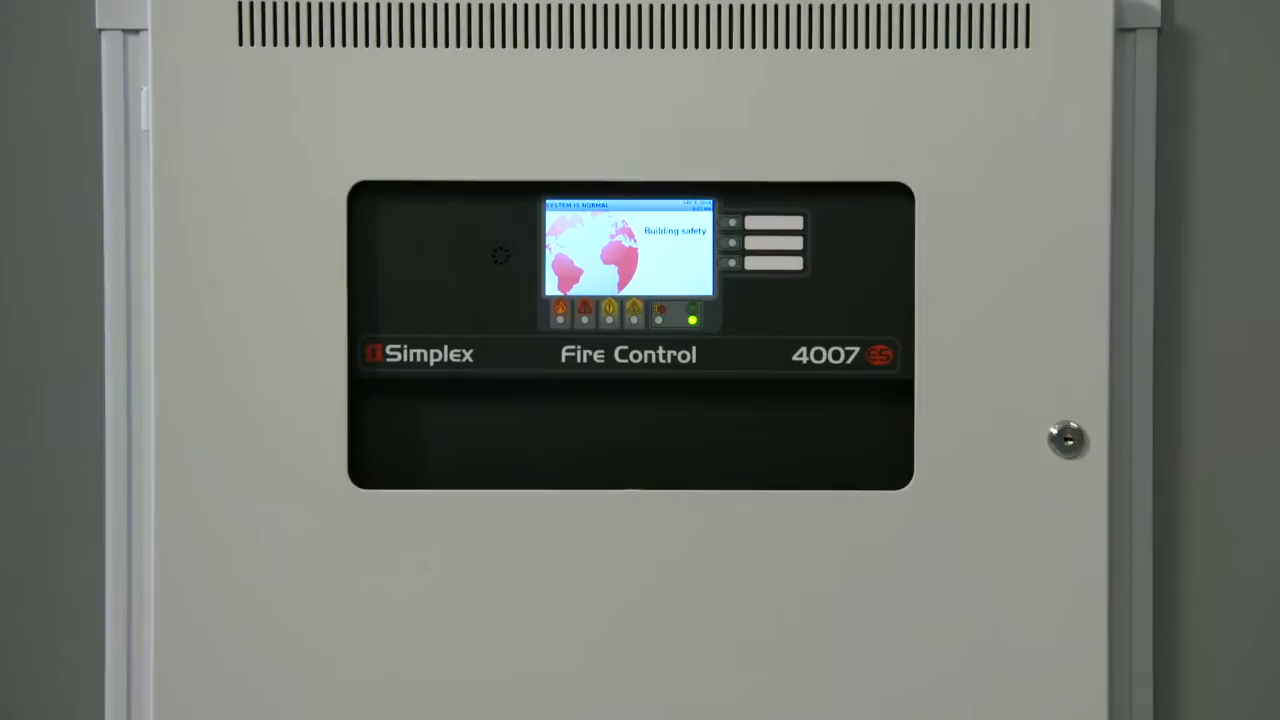 SYSTEM IS NORMAL
Building safety
Simplex
Fire Control
4007 ES